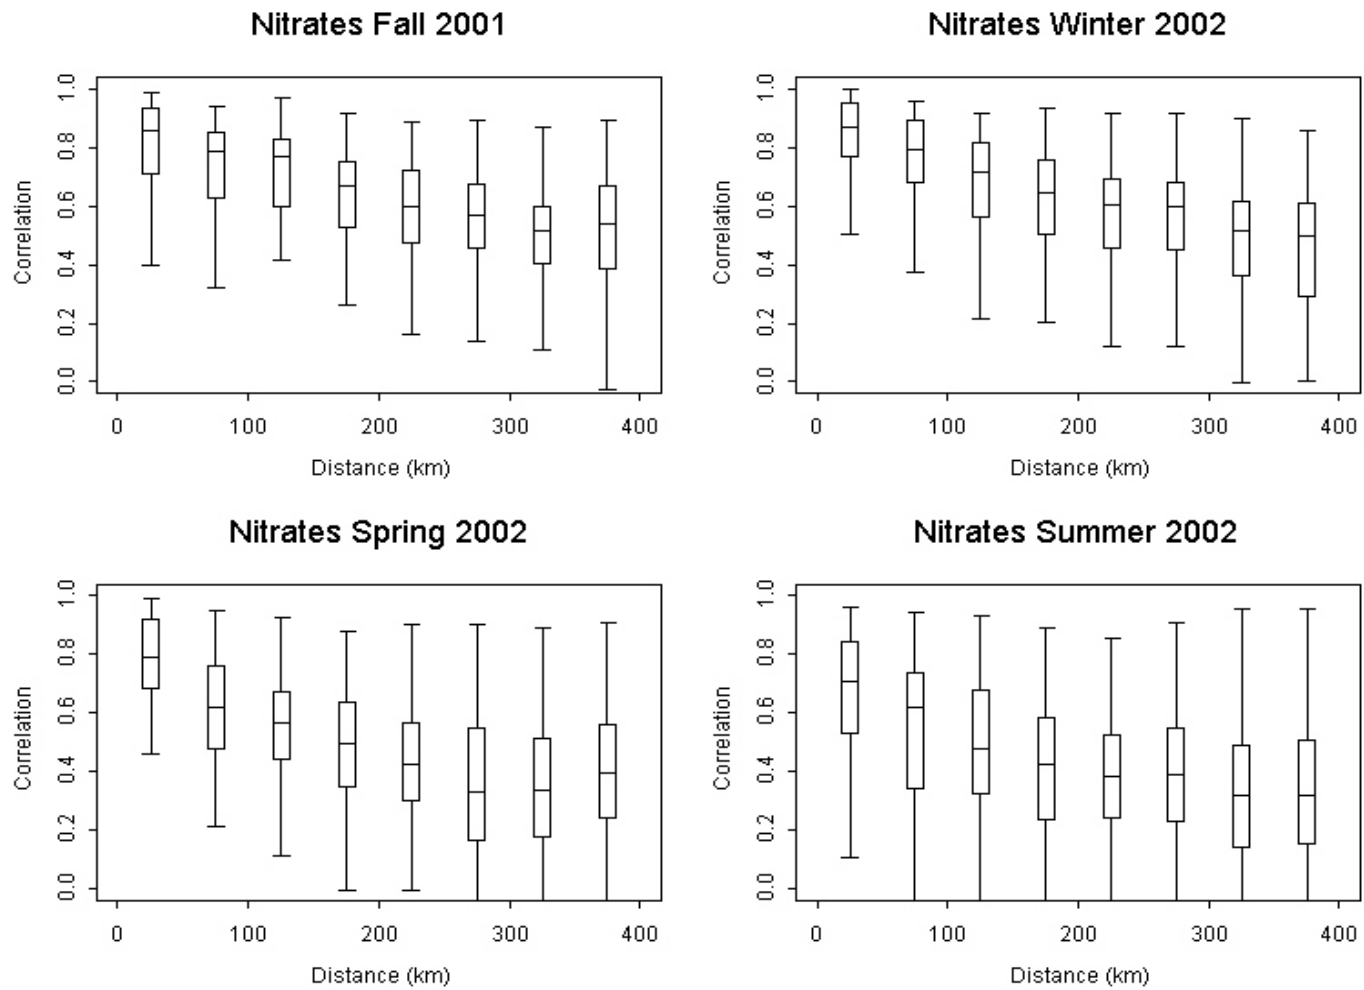 Nitrates Fall 2001
Correlation
0.0 0.2 0.4 0.6 0.8 1.0
0 100 200 300 400
Distance (km)
Nitrates Winter 2002
Correlation
0.0 0.2 0.4 0.6 0.8 1.0
0 100 200 300 400
Distance (km)
Nitrates Spring 2002
Correlation
0.0 0.2 0.4 0.6 0.8 1.0
0 100 200 300 400
Distance (km)
Nitrates Summer 2002
Correlation
0.0 0.2 0.4 0.6 0.8 1.0
0 100 200 300 400
Distance (km)